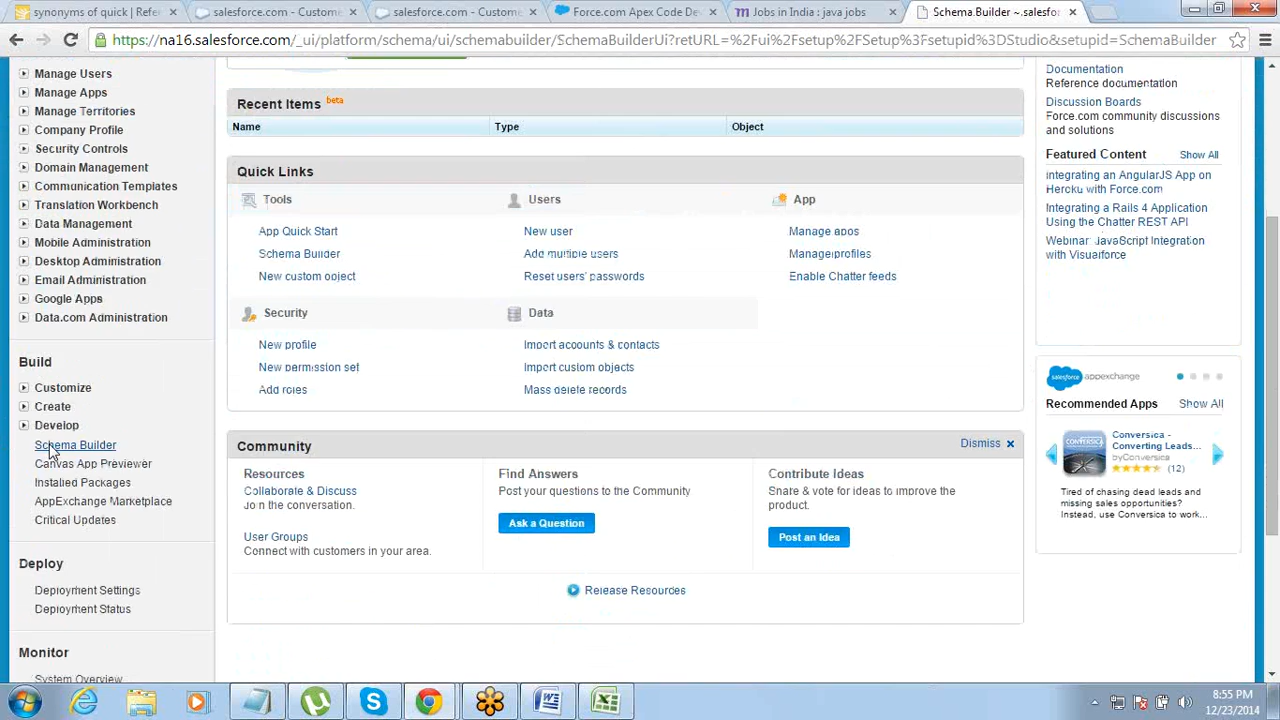 synonyms of quick | Refer
salesforce.com - Custome
salesforce.com - Custome
Force.com Apex Code De
Jobs in India : java jobs
Schema Builder ~.salesfor
https://na16.salesforce.com/_ui/platform/schema/ui/schemabuilder/SchemaBuilderUi?retURL=%2Fui%2Fsetup%2FSetup%3Fsetupid%3DStudio&setupid=SchemaBuilder
Manage Users
Manage Apps
Manage Territories
Company Profile
Security Controls
Domain Management
Communication Templates
Translation Workbench
Data Management
Mobile Administration
Desktop Administration
Email Administration
Google Apps
Data.com Administration
Build
Customize
Create
Develop
Schema Builder
Canvas App Previewer
Installed Packages
AppExchange Marketplace
Critical Updates
Deploy
Deployment Settings
Deployment Status
Monitor
System Overview
Recent Items beta
Name Type Object
Quick Links
Tools
App Quick Start
Schema Builder
New custom object
Users
New user
Add multiple users
Reset users' passwords
App
Manage apps
Manage profiles
Enable Chatter feeds
Security
New profile
New permission set
Add roles
Data
Import accounts & contacts
Import custom objects
Mass delete records
Community
Dismiss
Resources
Collaborate & Discuss
Join the conversation.
User Groups
Connect with customers in your area.
Find Answers
Post your questions to the Community
Ask a Question
Contribute Ideas
Share & vote for ideas to improve the
product.
Post an Idea
Release Resources
Documentation
Reference documentation
Discussion Boards
Force.com community discussions
and solutions
Featured Content Show All
Integrating an AngularJS App on
Heroku with Force.com
Integrating a Rails 4 Application
Using the Chatter REST API
Webinar: JavaScript Integration
with Visualforce
salesforce appexchange
Recommended Apps Show All
Conversica -
Converting Leads...
by Conversica
(12)
Tired of chasing dead leads and
missing sales opportunities?
Instead, use Conversica to work...
8:55 PM
12/23/2014